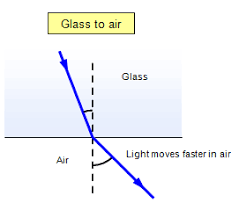 Glass to air
Glass
Air
Light moves faster in air